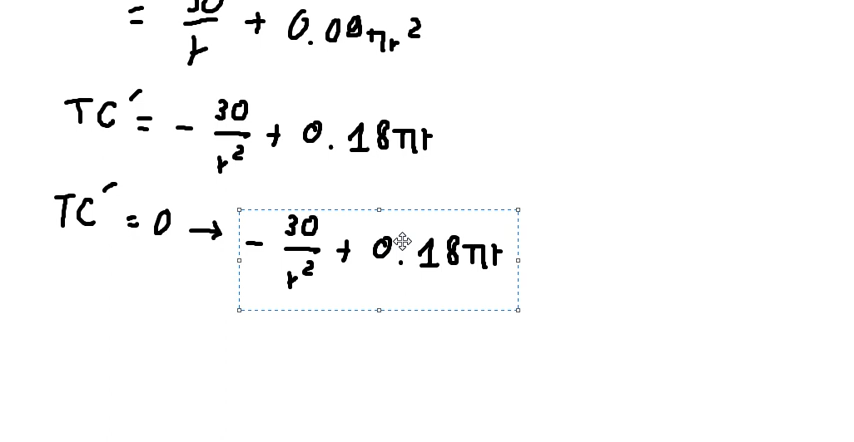 = 30/r + 0.09πr²
TC′ = - 30/r² + 0.18πr
TC′ = 0 → - 30/r² + 0.18πr